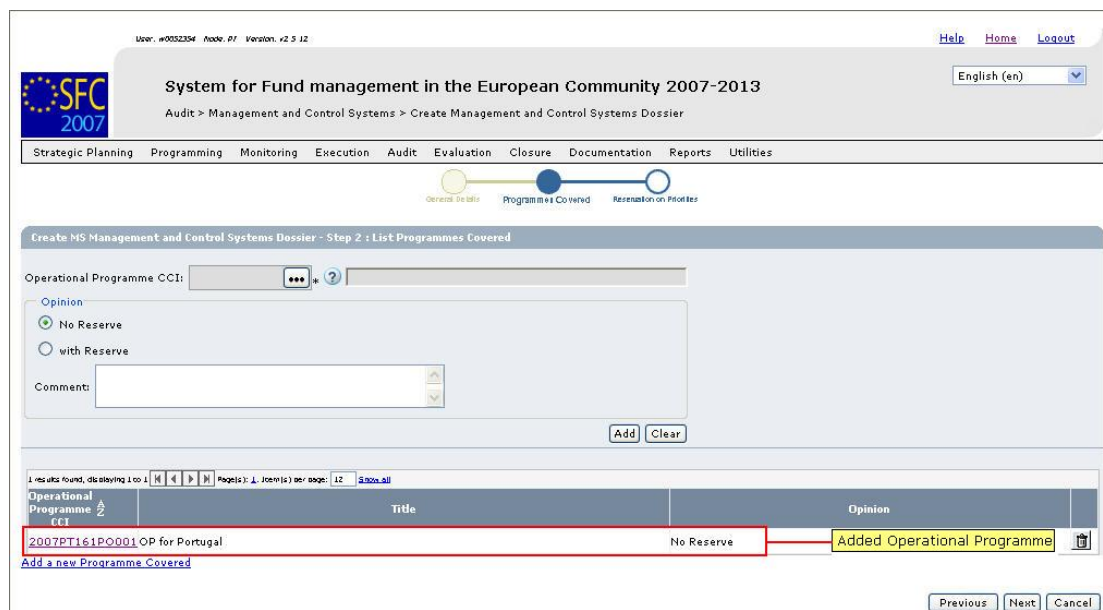 User. w0052354 Node. P1 Version. v2 5 12
Help Home Logout
English (en)
SFC
2007
System for Fund management in the European Community 2007-2013
Audit > Management and Control Systems > Create Management and Control Systems Dossier
Strategic Planning Programming Monitoring Execution Audit Evaluation Closure Documentation Reports Utilities
General Details Programmes Covered Reservation on Priorities
Create MS Management and Control Systems Dossier - Step 2 : List Programmes Covered
Operational Programme CCI: ... * ?
Opinion
No Reserve
with Reserve
Comment:
Add Clear
1 results found, displaying 1 to 1 Page(s): 1. Item(s) per page: 12 Show all
Operational Programme CCI
Title
Opinion
2007PT161PO001 OP for Portugal No Reserve Added Operational Programme
Add a new Programme Covered
Previous Next Cancel